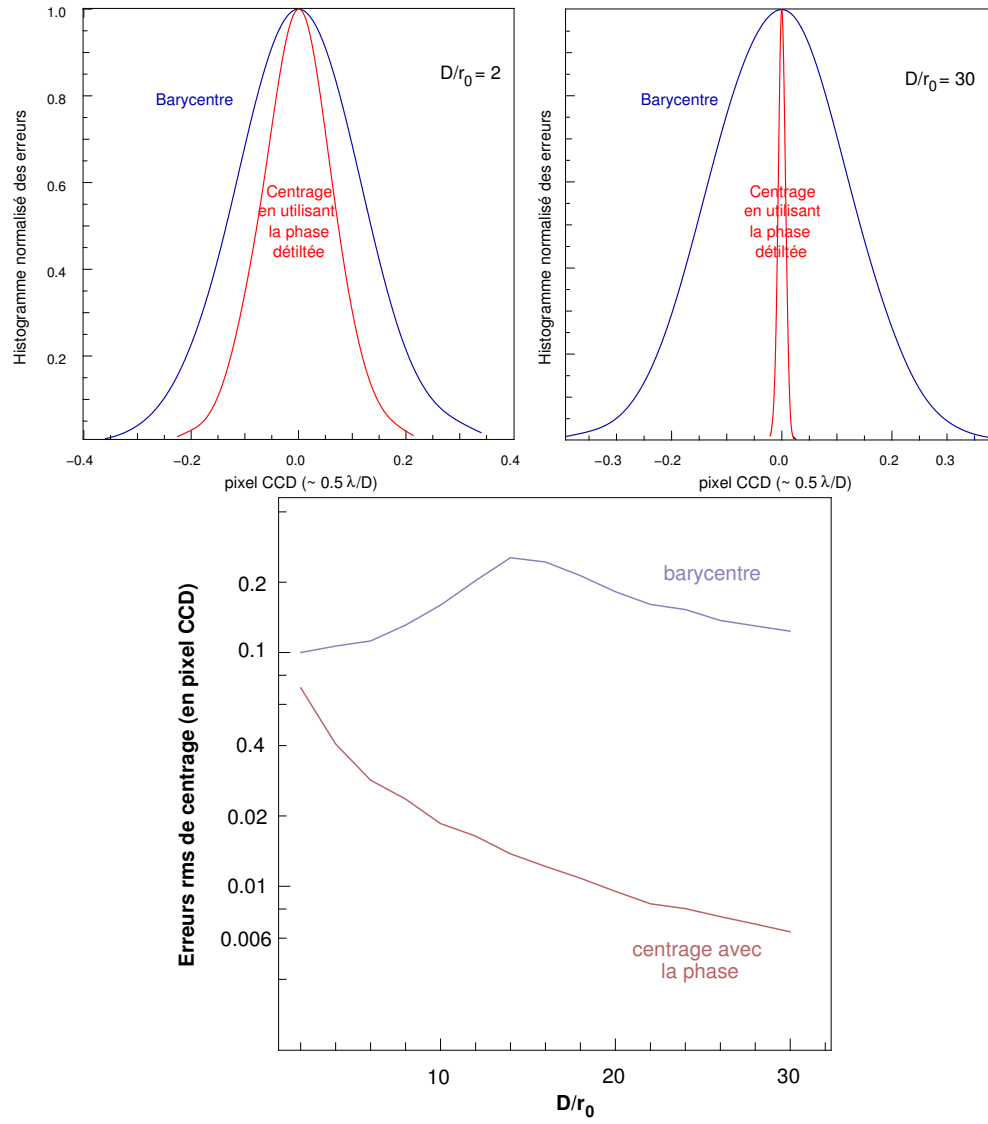 Histogramme normalisé des erreurs
1.0
0.8
0.6
0.4
0.2
Barycentre
D/r0 = 2
Centrage
en utilisant
la phase
détiltée
−0.4
−0.2
0.0
0.2
0.4
pixel CCD (~ 0.5 λ/D)
Histogramme normalisé des erreurs
Barycentre
D/r0 = 30
Centrage
en utilisant
la phase
détiltée
−0.3
−0.1
0.0
0.1
0.3
pixel CCD (~ 0.5 λ/D)
Erreurs rms de centrage (en pixel CCD)
0.2
0.1
0.4
0.02
0.01
0.006
barycentre
centrage avec
la phase
10
20
30
D/r0